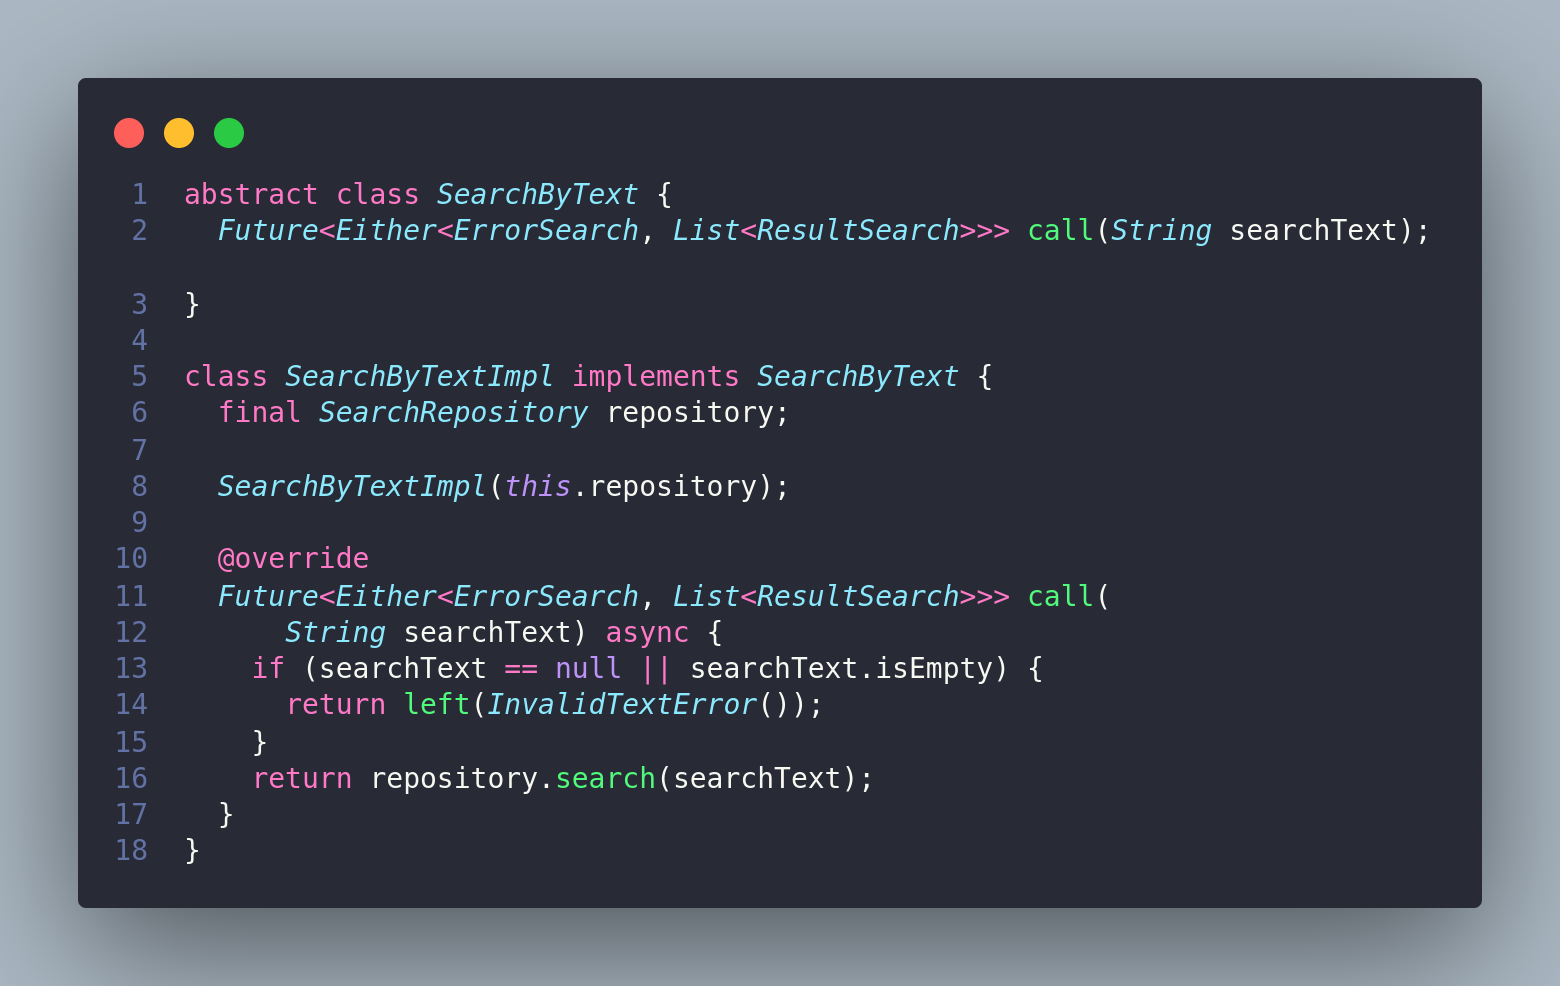 1 abstract class SearchByText {
2   Future<Either<ErrorSearch, List<ResultSearch>>> call(String searchText);
3 }
4
5 class SearchByTextImpl implements SearchByText {
6   final SearchRepository repository;
7
8   SearchByTextImpl(this.repository);
9
10   @override
11   Future<Either<ErrorSearch, List<ResultSearch>>> call(
12       String searchText) async {
13     if (searchText == null || searchText.isEmpty) {
14       return left(InvalidTextError());
15     }
16     return repository.search(searchText);
17   }
18 }